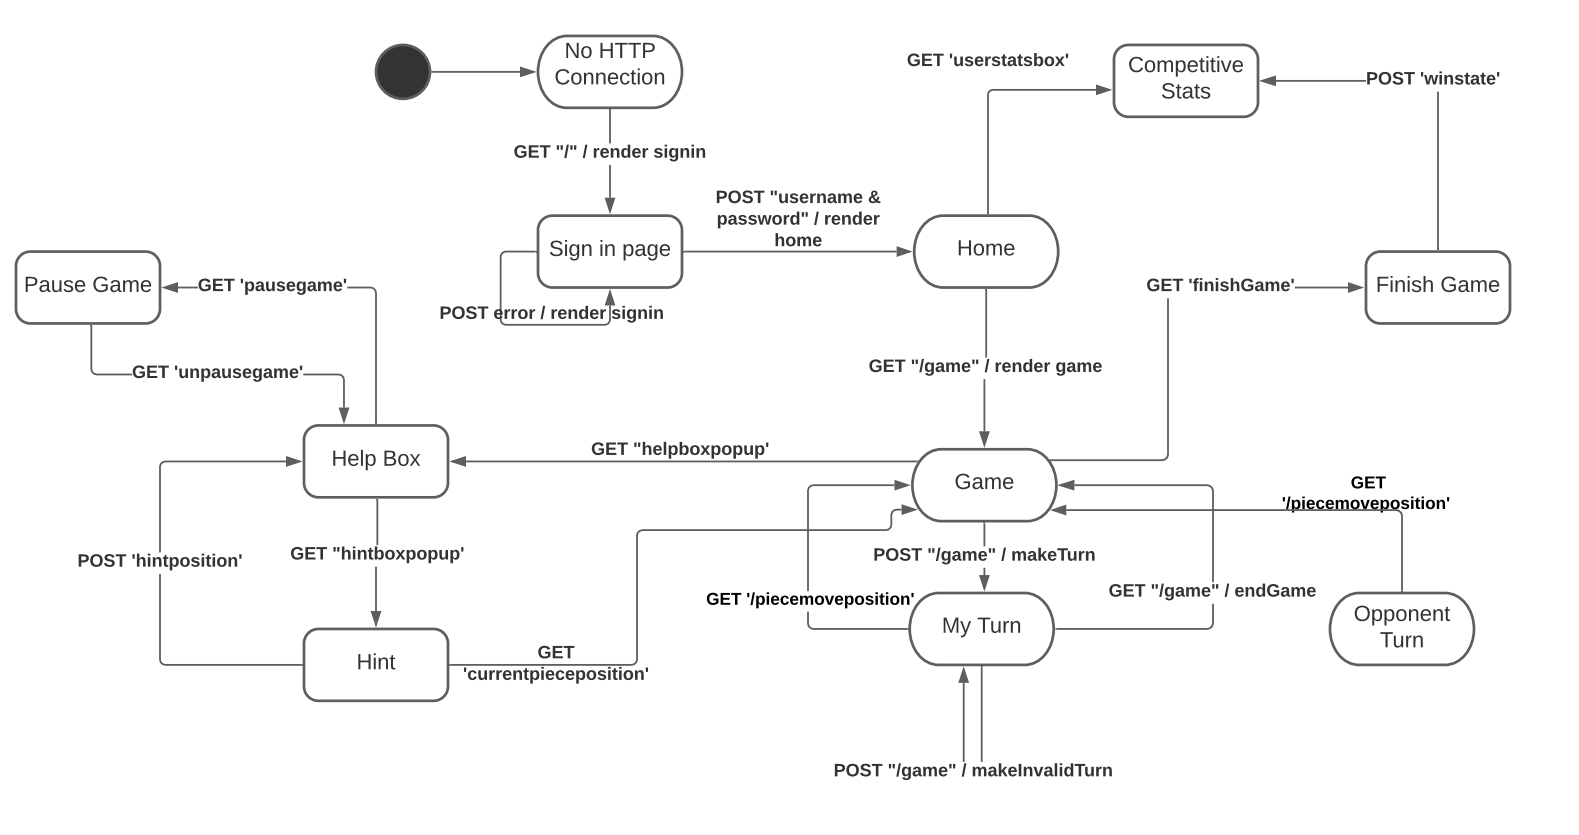 No HTTP
Connection
GET 'userstatsbox'
Competitive
Stats
POST 'winstate'
GET "/" / render signin
POST "username &
password" / render
home
Sign in page
Home
Pause Game
GET 'pausegame'
GET 'finishGame'
Finish Game
POST error / render signin
GET 'unpausegame'
GET "/game" / render game
Help Box
GET "helpboxpopup'
Game
GET
'/piecemoveposition'
POST 'hintposition'
GET "hintboxpopup'
POST "/game" / makeTurn
GET '/piecemoveposition'
GET "/game" / endGame
My Turn
Opponent
Turn
Hint
GET
'currentpieceposition'
POST "/game" / makeInvalidTurn